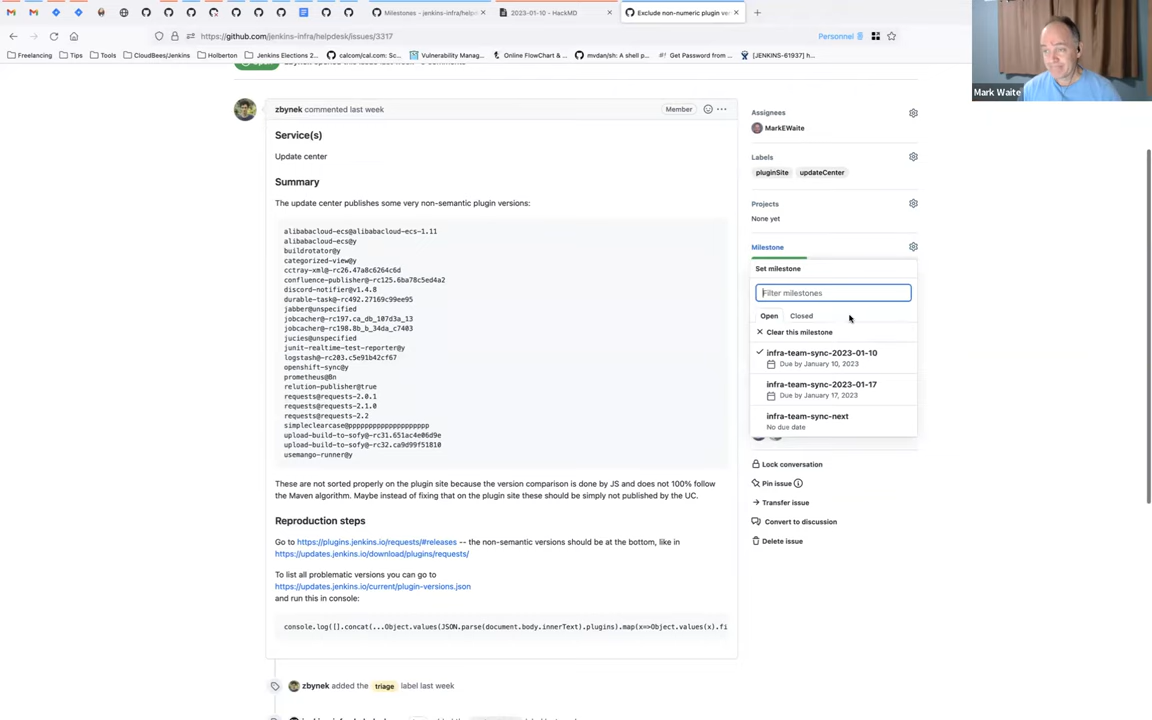 Milestones - jenkins-infra/helpd
2023-01-10 - HackMD
Exclude non-numeric plugin ve
https://github.com/jenkins-infra/helpdesk/issues/3317
Personnel
Freelancing
Tips
Tools
CloudBees/Jenkins
Holberton
Jenkins Elections 2...
calcom/cal.com: Sc...
Vulnerability Manag...
Online FlowChart & ...
mvdan/sh: A shell p...
Get Password from ...
[JENKINS-61937] h...
Mark Waite
zbynek commented last week
Member
Service(s)
Update center
Summary
The update center publishes some very non-semantic plugin versions:
alibabacloud-ecs@alibabacloud-ecs-1.11
alibabacloud-ecs@y
buildrotator@y
categorized-view@y
cctray-xml@-rc26.47a8c6264c6d
confluence-publisher@-rc125.6ba78c5ed4a2
discord-notifier@v1.4.8
durable-task@-rc492.27169c99ee95
jabber@unspecified
jobcacher@-rc197.ca_db_107d3a_13
jobcacher@-rc198.8b_b_34da_c7403
jucies@unspecified
junit-realtime-test-reporter@y
logstash@-rc203.c5e91b42cf67
openshift-sync@y
prometheus@Bn
relution-publisher@true
requests@requests-2.0.1
requests@requests-2.1.0
requests@requests-2.2
simpleclearcase@pppppppppppppppppppp
upload-build-to-sofy@-rc31.651ac4e06d9e
upload-build-to-sofy@-rc32.ca9d99f51810
usemango-runner@y
These are not sorted properly on the plugin site because the version comparison is done by JS and does not 100% follow
the Maven algorithm. Maybe instead of fixing that on the plugin site these should be simply not published by the UC.
Reproduction steps
Go to https://plugins.jenkins.io/requests/#releases -- the non-semantic versions should be at the bottom, like in
https://updates.jenkins.io/download/plugins/requests/
To list all problematic versions you can go to
https://updates.jenkins.io/current/plugin-versions.json
and run this in console:
console.log([].concat(...Object.values(JSON.parse(document.body.innerText).plugins).map(x=>Object.values(x).fi
zbynek added the triage label last week
Assignees
MarkEWaite
Labels
pluginSite
updateCenter
Projects
None yet
Milestone
Set milestone
Filter milestones
Open
Closed
Clear this milestone
infra-team-sync-2023-01-10
Due by January 10, 2023
infra-team-sync-2023-01-17
Due by January 17, 2023
infra-team-sync-next
No due date
Lock conversation
Pin issue
Transfer issue
Convert to discussion
Delete issue